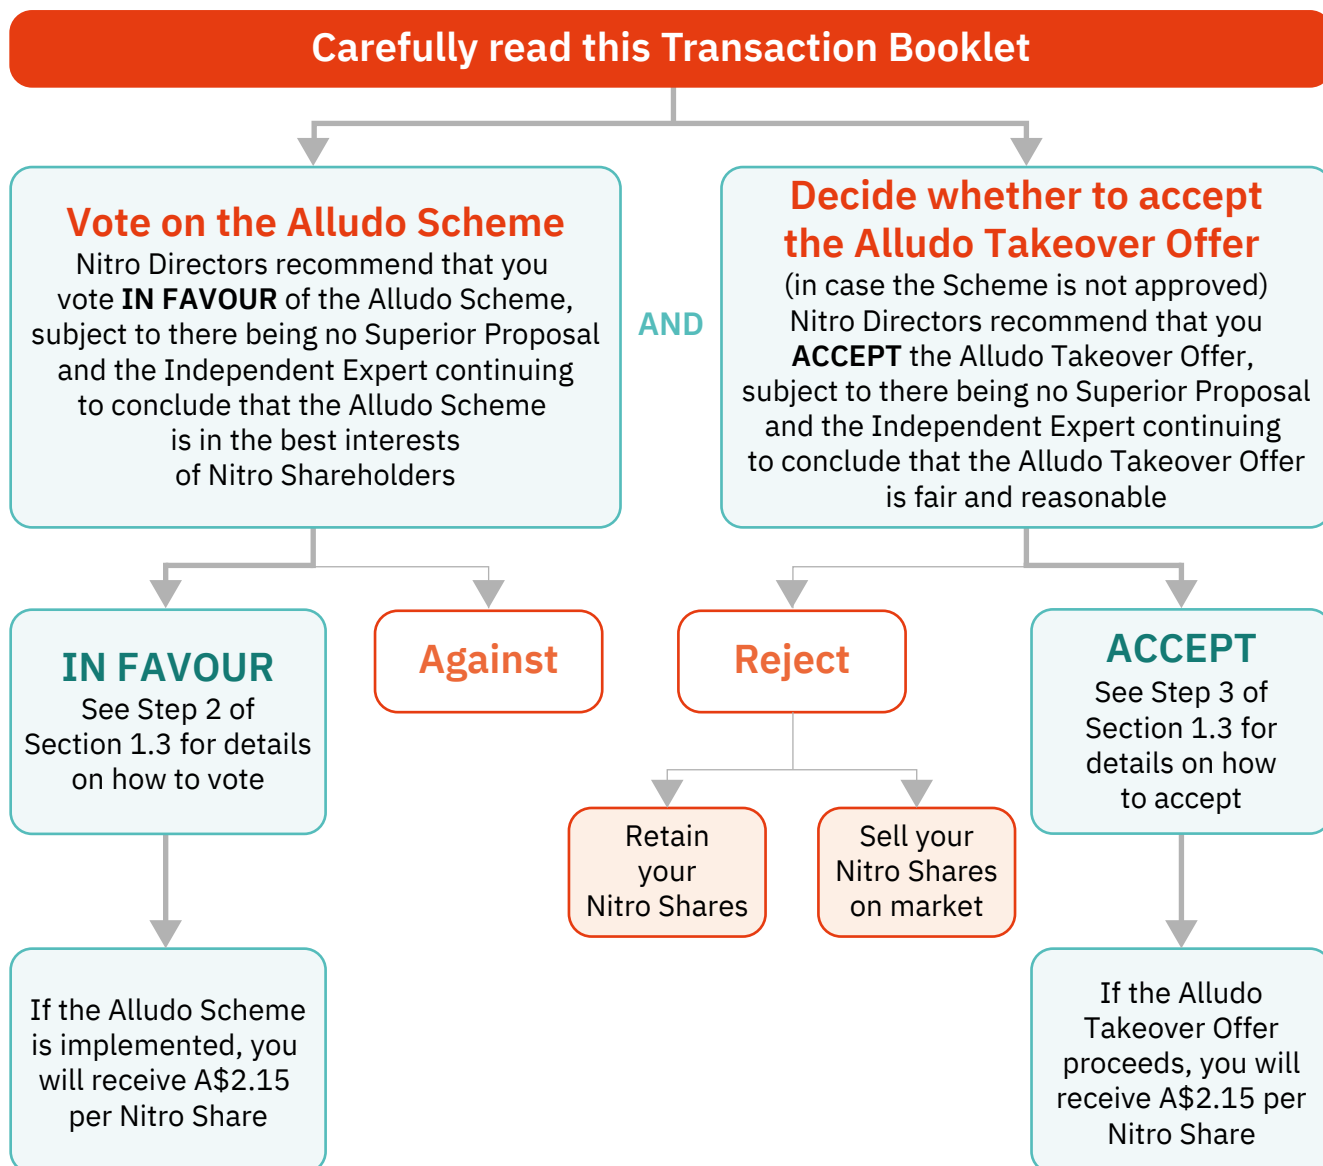 Carefully read this Transaction Booklet
Vote on the Alludo Scheme
Nitro Directors recommend that you
vote IN FAVOUR of the Alludo Scheme,
subject to there being no Superior Proposal
and the Independent Expert continuing
to conclude that the Alludo Scheme
is in the best interests
of Nitro Shareholders
AND
Decide whether to accept
the Alludo Takeover Offer
(in case the Scheme is not approved)
Nitro Directors recommend that you
ACCEPT the Alludo Takeover Offer,
subject to there being no Superior Proposal
and the Independent Expert continuing
to conclude that the Alludo Takeover Offer
is fair and reasonable
IN FAVOUR
See Step 2 of
Section 1.3 for details
on how to vote
Against
Reject
ACCEPT
See Step 3 of
Section 1.3 for
details on how
to accept
Retain
your
Nitro Shares
Sell your
Nitro Shares
on market
If the Alludo Scheme
is implemented, you
will receive A$2.15
per Nitro Share
If the Alludo
Takeover Offer
proceeds, you will
receive A$2.15 per
Nitro Share